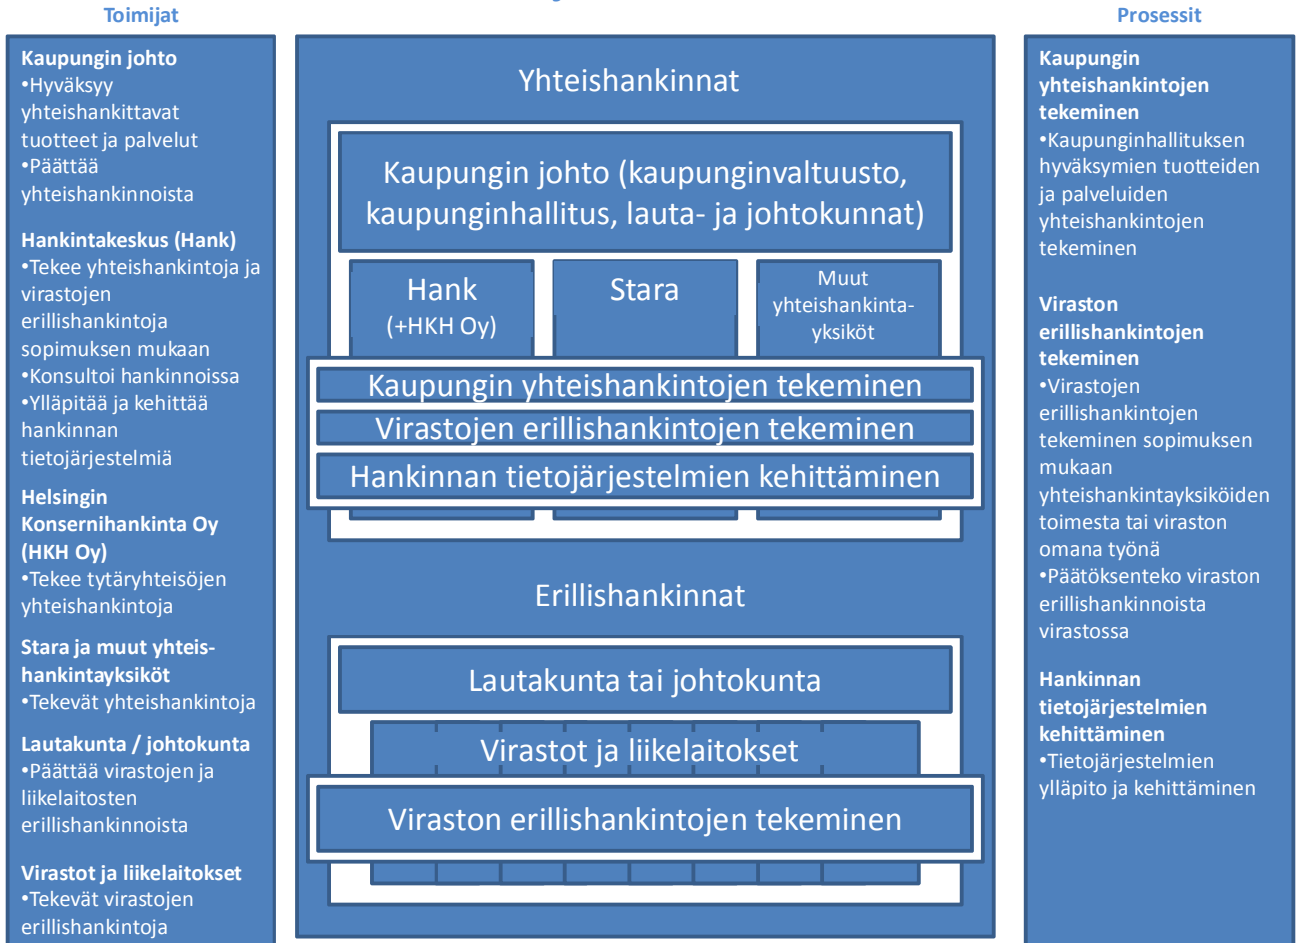 Toimijat
Kaupungin johto
•Hyväksyy
yhteishankittavat
tuotteet ja palvelut
•Päättää
yhteishankinnoista
Hankintakeskus (Hank)
•Tekee yhteishankintoja ja
virastojen
erillishankintoja
sopimuksen mukaan
•Konsultoi hankinnoissa
•Ylläpitää ja kehittää
hankinnan
tietojärjestelmiä
Helsingin
Konsernihankinta Oy
(HKH Oy)
•Tekee tytäryhteisöjen
yhteishankintoja
Stara ja muut yhteis-
hankintayksiköt
•Tekevät yhteishankintoja
Lautakunta / johtokunta
•Päättää virastojen ja
liikelaitosten
erillishankinnoista
Virastot ja liikelaitokset
•Tekevät virastojen
erillishankintoja
Yhteishankinnat
Kaupungin johto (kaupunginvaltuusto,
kaupunginhallitus, lauta- ja johtokunnat)
Hank
(+HKH Oy)
Stara
Muut
yhteishankinta-
yksiköt
Kaupungin yhteishankintojen tekeminen
Virastojen erillishankintojen tekeminen
Hankinnan tietojärjestelmien kehittäminen
Erillishankinnat
Lautakunta tai johtokunta
Virastot ja liikelaitokset
Viraston erillishankintojen tekeminen
Prosessit
Kaupungin
yhteishankintojen
tekeminen
•Kaupunginhallituksen
hyväksymien tuotteiden
ja palveluiden
yhteishankintojen
tekeminen
Viraston
erillishankintojen
tekeminen
•Virastojen
erillishankintojen
tekeminen sopimuksen
mukaan
yhteishankintayksiköiden
toimesta tai viraston
omana työnä
•Päätöksenteko viraston
erillishankinnoista
virastossa
Hankinnan
tietojärjestelmien
kehittäminen
•Tietojärjestelmien
ylläpito ja kehittäminen